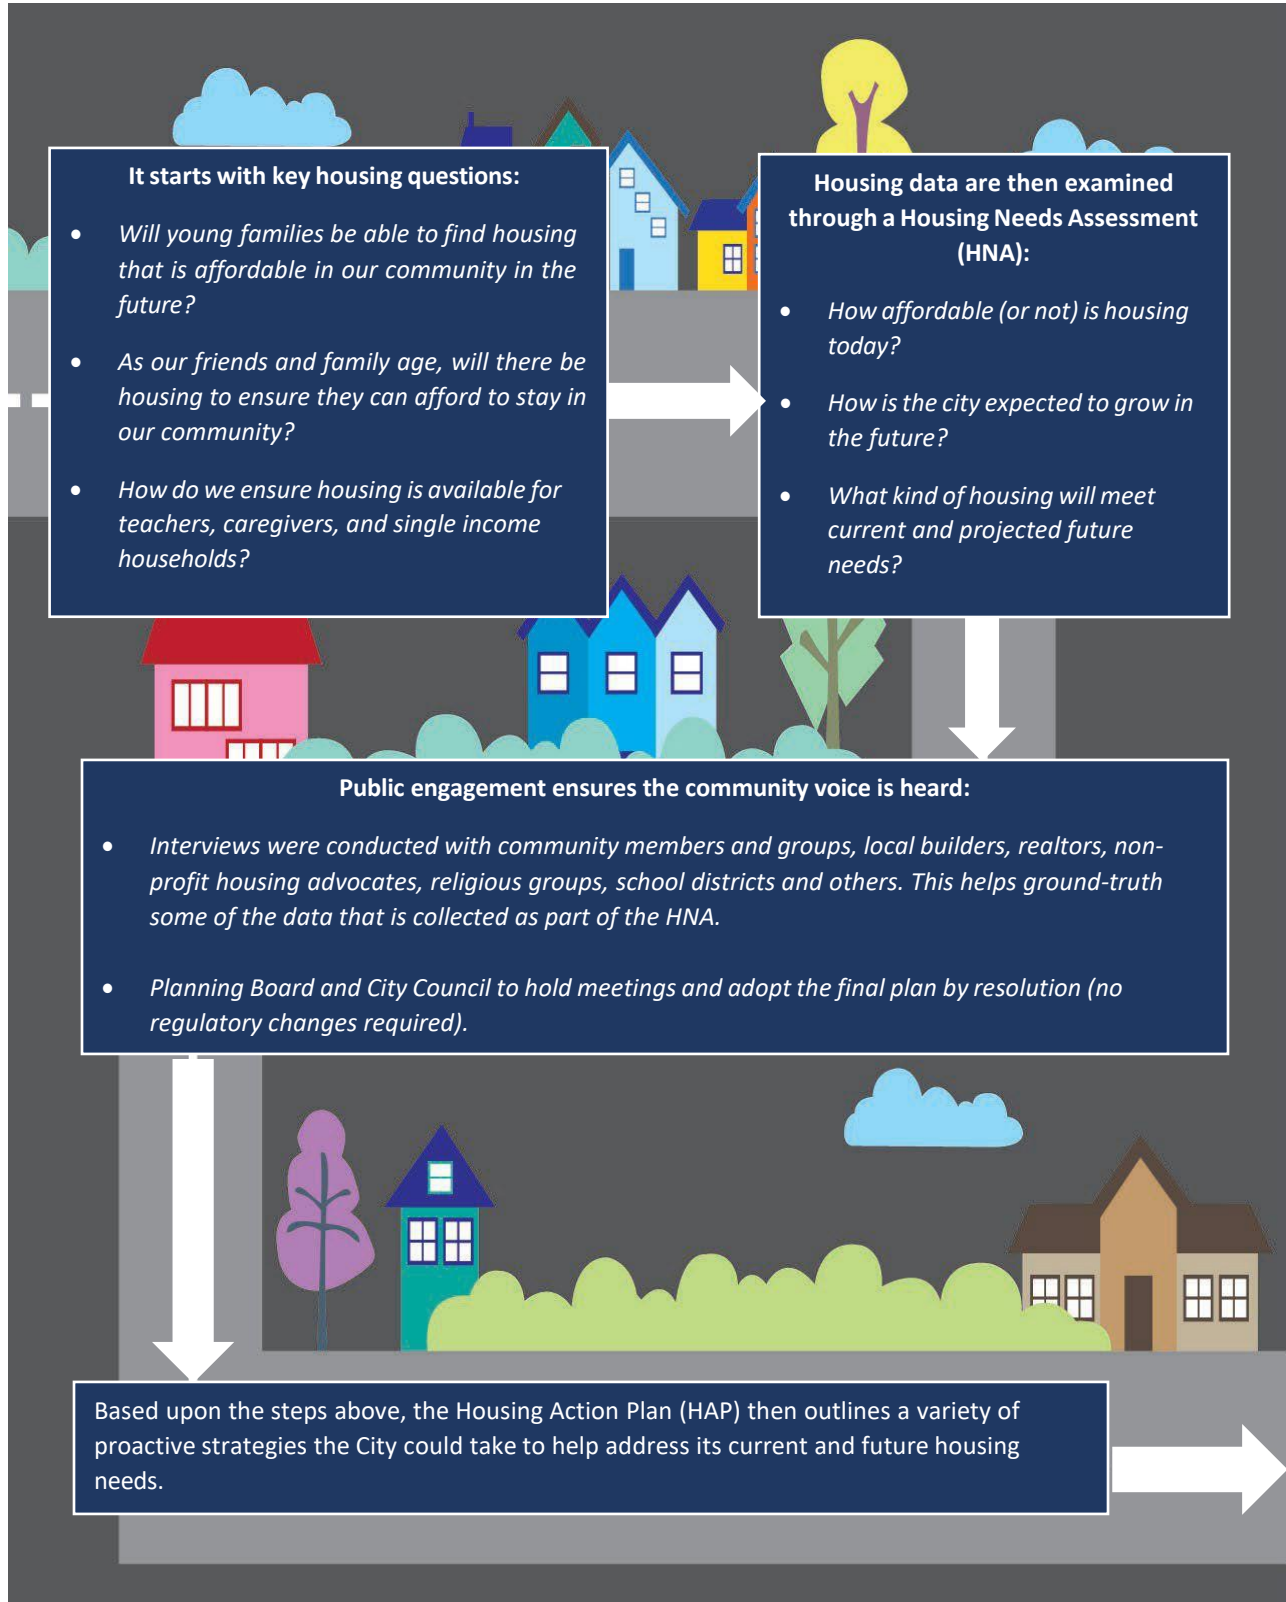 It starts with key housing questions:
• Will young families be able to find housing
that is affordable in our community in the
future?
• As our friends and family age, will there be
housing to ensure they can afford to stay in
our community?
• How do we ensure housing is available for
teachers, caregivers, and single income
households?
Housing data are then examined
through a Housing Needs Assessment
(HNA):
• How affordable (or not) is housing
today?
• How is the city expected to grow in
the future?
• What kind of housing will meet
current and projected future
needs?
Public engagement ensures the community voice is heard:
• Interviews were conducted with community members and groups, local builders, realtors, non-
profit housing advocates, religious groups, school districts and others. This helps ground-truth
some of the data that is collected as part of the HNA.
• Planning Board and City Council to hold meetings and adopt the final plan by resolution (no
regulatory changes required).
Based upon the steps above, the Housing Action Plan (HAP) then outlines a variety of
proactive strategies the City could take to help address its current and future housing
needs.